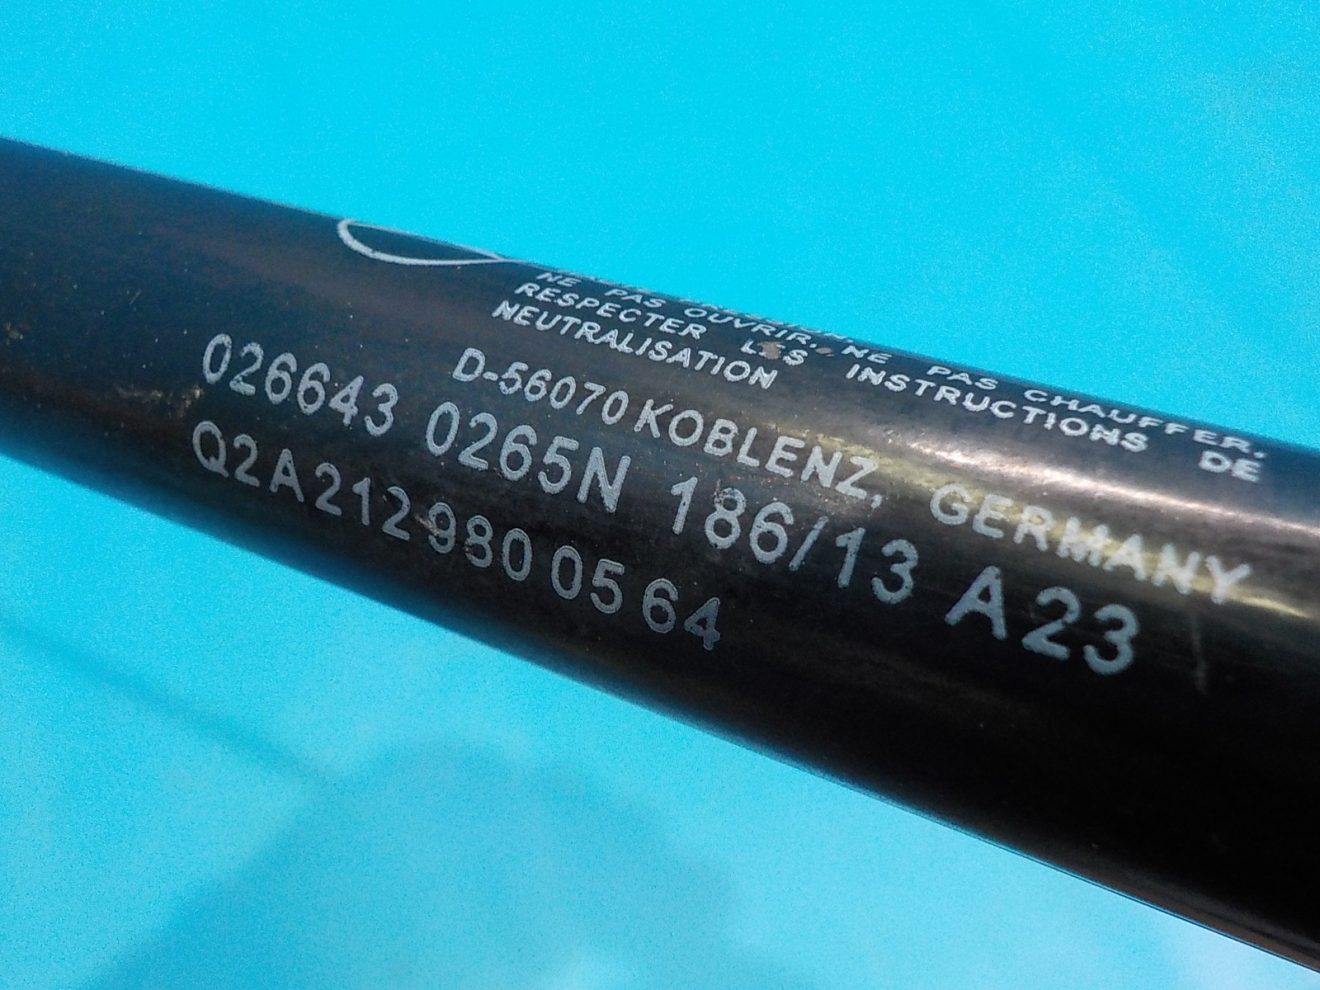 NE PAS OUVRIR, NE PAS CHAUFFER,
RESPECTER LES INSTRUCTIONS DE
NEUTRALISATION
D-56070 KOBLENZ, GERMANY
026643 0265N 186/13 A23
Q2A212 980 05 64